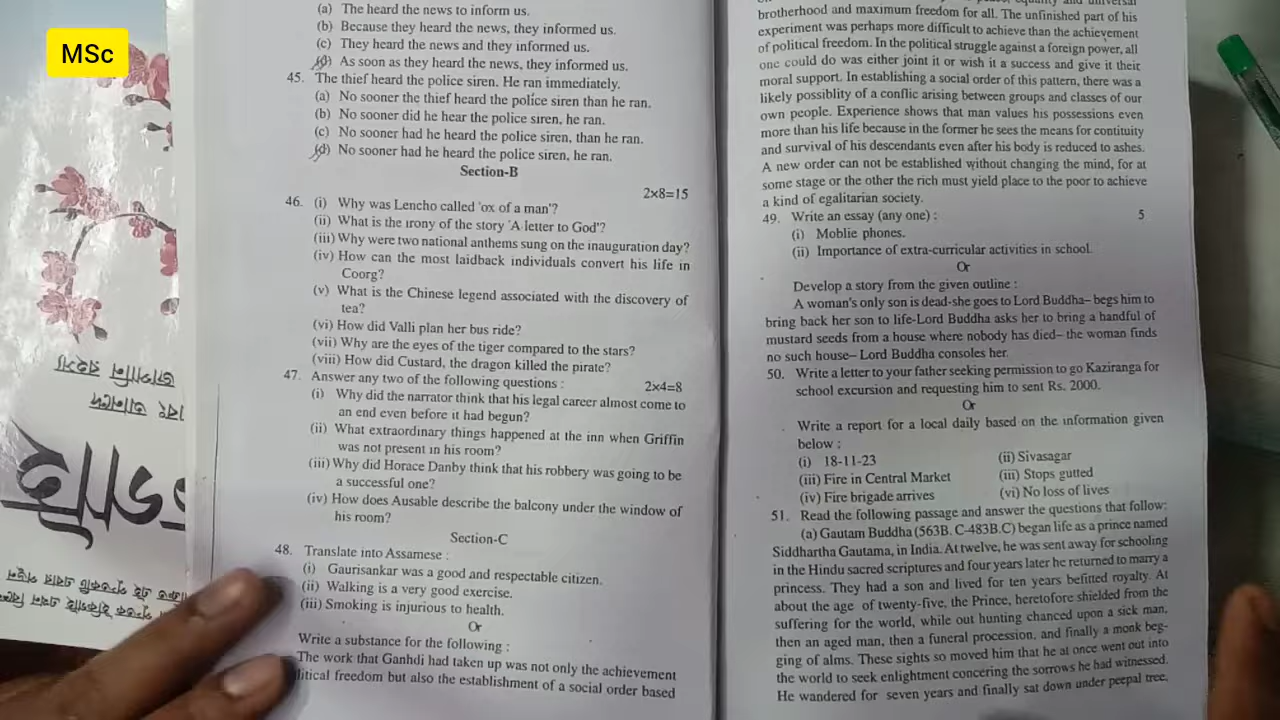 MSc
(a) The heard the news to inform us.
(b) Because they heard the news, they informed us.
(c) They heard the news and they informed us.
(d) As soon as they heard the news, they informed us.
45. The thief heard the police siren. He ran immediately.
(a) No sooner the thief heard the police siren than he ran.
(b) No sooner did he hear the police siren, he ran.
(c) No sooner had he heard the police siren, than he ran.
(d) No sooner had he heard the police siren, he ran.
Section-B
2×8=15
46. (i) Why was Lencho called 'ox of a man'?
(ii) What is the irony of the story 'A letter to God'?
(iii) Why were two national anthems sung on the inauguration day?
(iv) How can the most laidback individuals convert his life in
Coorg?
(v) What is the Chinese legend associated with the discovery of
tea?
(vi) How did Valli plan her bus ride?
(vii) Why are the eyes of the tiger compared to the stars?
(viii) How did Custard, the dragon killed the pirate?
47. Answer any two of the following questions : 2×4=8
(i) Why did the narrator think that his legal career almost come to
an end even before it had begun?
(ii) What extraordinary things happened at the inn when Griffin
was not present in his room?
(iii) Why did Horace Danby think that his robbery was going to be
a successful one?
(iv) How does Ausable describe the balcony under the window of
his room?
Section-C
48. Translate into Assamese :
(i) Gaurisankar was a good and respectable citizen.
(ii) Walking is a very good exercise.
(iii) Smoking is injurious to health.
Or
Write a substance for the following :
The work that Ganhdi had taken up was not only the achievement
litical freedom but also the establishment of a social order based
brotherhood and maximum freedom for all. The unfinished part of his
experiment was perhaps more difficult to achieve than the achievement
of political freedom. In the political struggle against a foreign power, all
one could do was either joint it or wish it a success and give it their
moral support. In establishing a social order of this pattern, there was a
likely possiblity of a conflic arising between groups and classes of our
own people. Experience shows that man values his possessions even
more than his life because in the former he sees the means for contituity
and survival of his descendants even after his body is reduced to ashes.
A new order can not be established without changing the mind, for at
some stage or the other the rich must yield place to the poor to achieve
a kind of egalitarian society.
49. Write an essay (any one) : 5
(i) Moblie phones.
(ii) Importance of extra-curricular activities in school.
Or
Develop a story from the given outline :
A woman's only son is dead-she goes to Lord Buddha– begs him to
bring back her son to life-Lord Buddha asks her to bring a handful of
mustard seeds from a house where nobody has died– the woman finds
no such house– Lord Buddha consoles her.
50. Write a letter to your father seeking permission to go Kaziranga for
school excursion and requesting him to sent Rs. 2000.
Or
Write a report for a local daily based on the information given
below :
(i) 18-11-23 (ii) Sivasagar
(iii) Fire in Central Market (iii) Stops gutted
(iv) Fire brigade arrives (vi) No loss of lives
51. Read the following passage and answer the questions that follow:
(a) Gautam Buddha (563B. C-483B.C) began life as a prince named
Siddhartha Gautama, in India. At twelve, he was sent away for schooling
in the Hindu sacred scriptures and four years later he returned to marry a
princess. They had a son and lived for ten years befitted royalty. At
about the age of twenty-five, the Prince, heretofore shielded from the
suffering for the world, while out hunting chanced upon a sick man,
then an aged man, then a funeral procession, and finally a monk beg-
ging of alms. These sights so moved him that he at once went out into
the world to seek enlightment concering the sorrows he had witnessed.
He wandered for seven years and finally sat down under peepal tree,